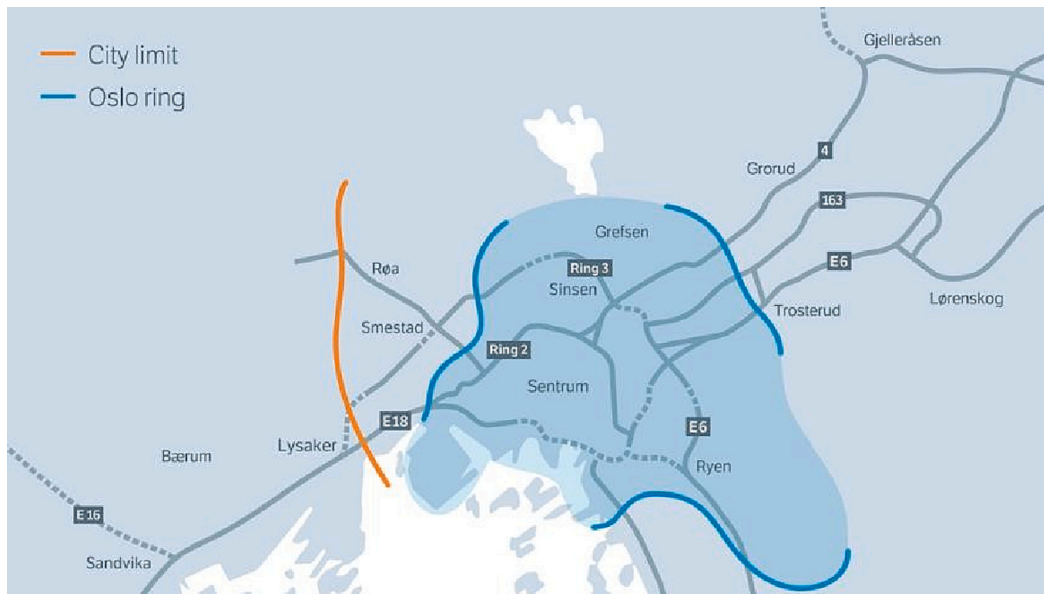 City limit
Oslo ring
Gjelleråsen
4
Grorud
163
Grefsen
E6
Ring 3
Røa
Sinsen
Lørenskog
Trosterud
Smestad
Ring 2
Sentrum
E18
E6
Lysaker
Bærum
Ryen
E 16
Sandvika